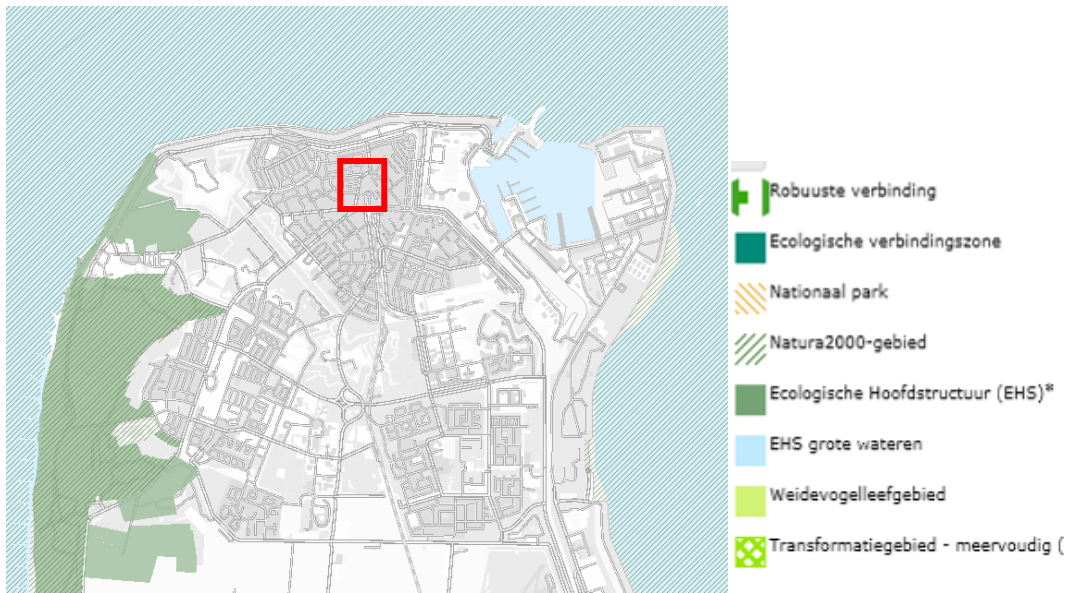 Robuuste verbinding
Ecologische verbindingszone
Nationaal park
Natura2000-gebied
Ecologische Hoofdstructuur (EHS)*
EHS grote wateren
Weidevogelleefgebied
Transformatiegebied - meervoudig (